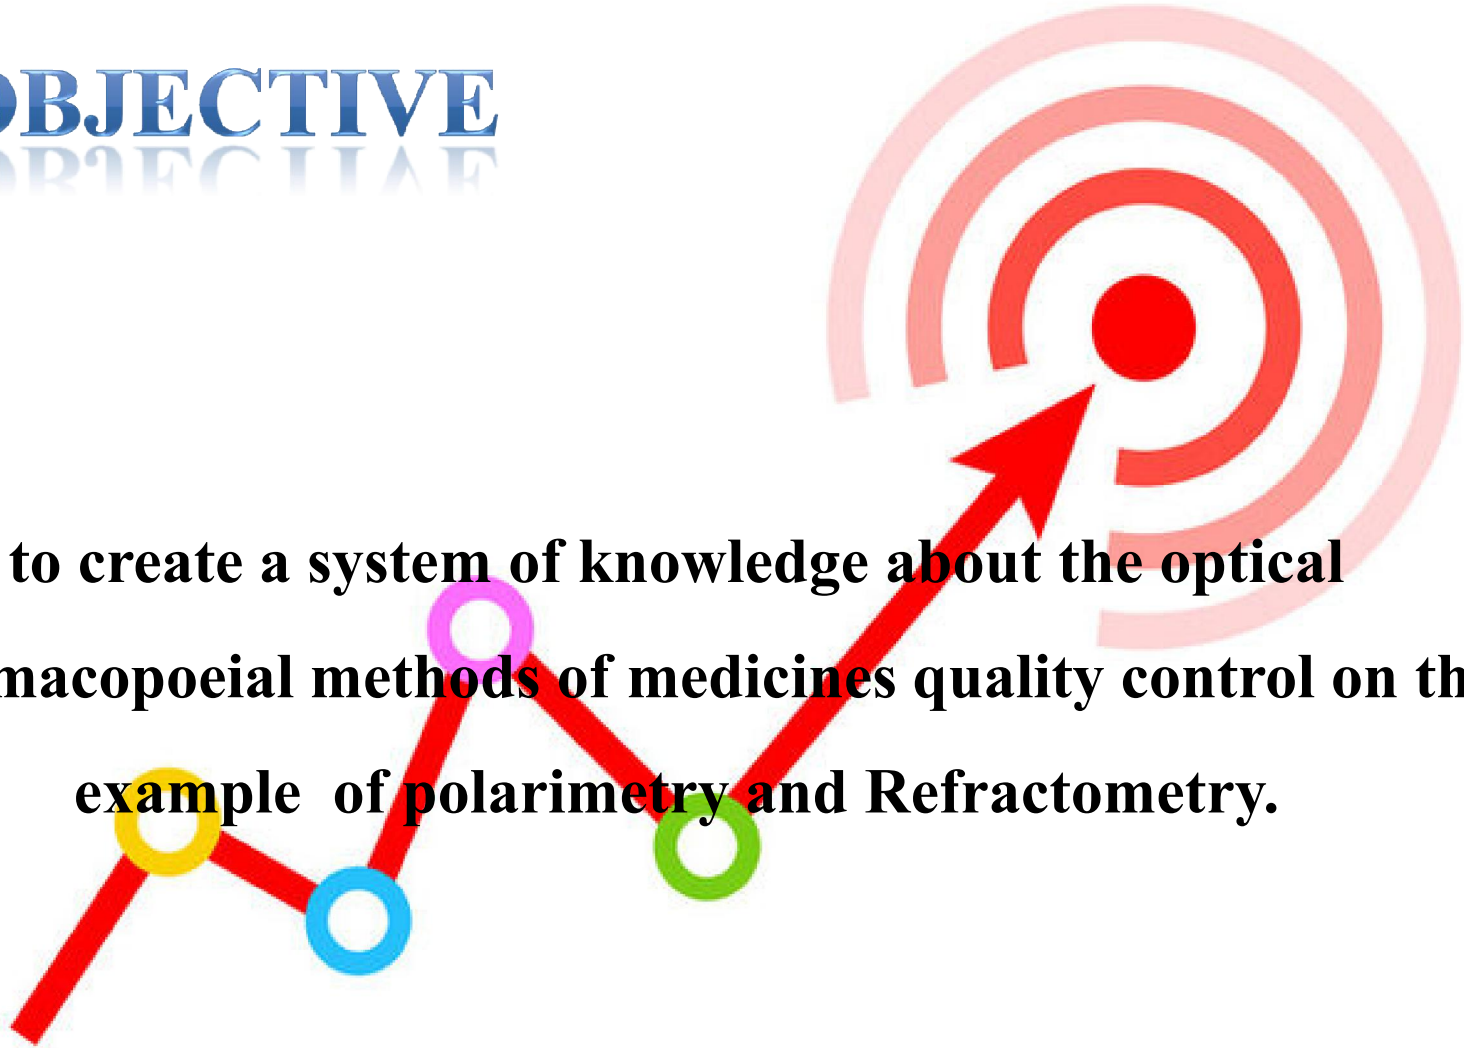 OBJECTIVE
to create a system of knowledge about the optical
macopoeial methods of medicines quality control on th
example of polarimetry and Refractometry.